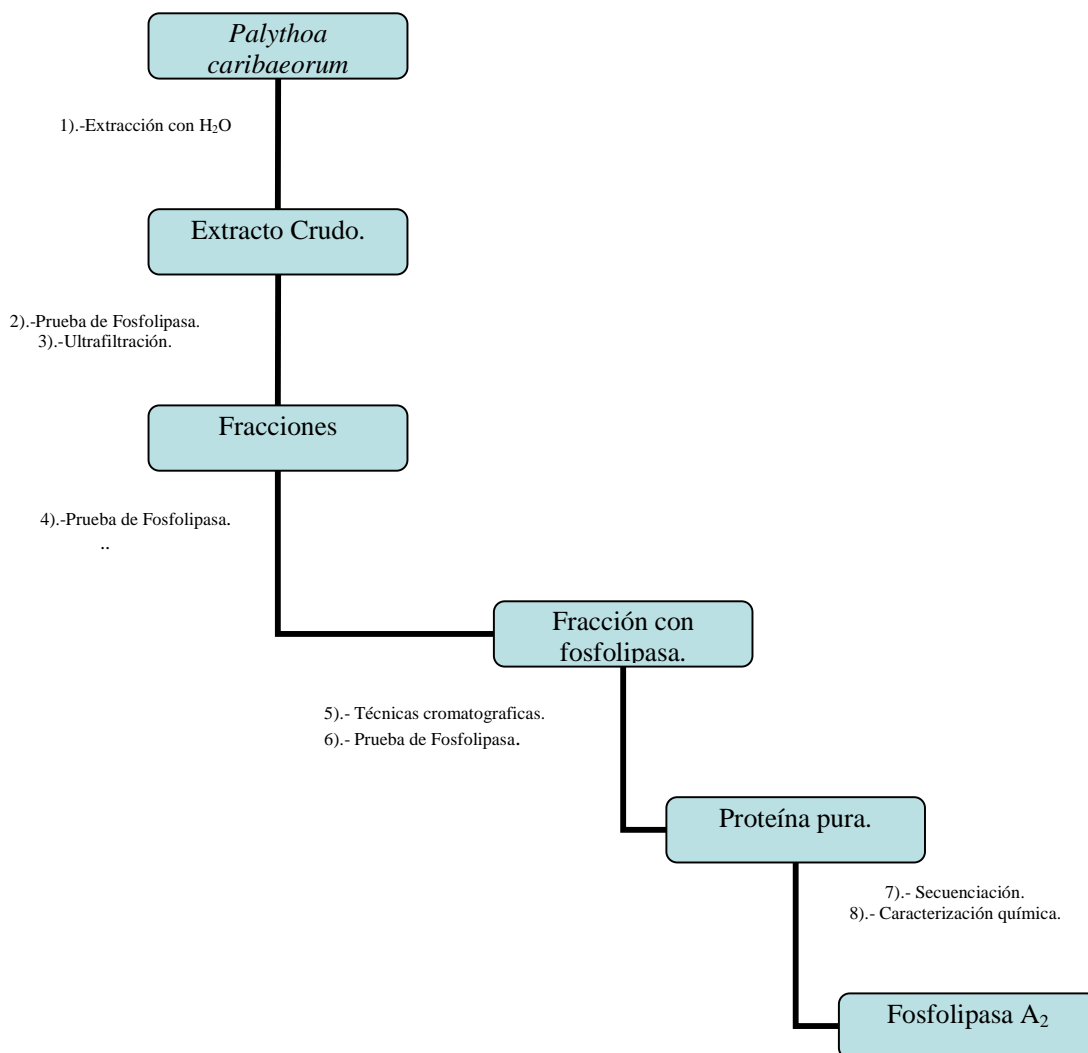 Palythoa
caribaeorum
1).-Extracción con H₂O
Extracto Crudo.
2).-Prueba de Fosfolipasa.
3).-Ultrafiltración.
Fracciones
4).-Prueba de Fosfolipasa.
..
Fracción con
fosfolipasa.
5).- Técnicas cromatograficas.
6).- Prueba de Fosfolipasa.
Proteína pura.
7).- Secuenciación.
8).- Caracterización química.
Fosfolipasa A₂